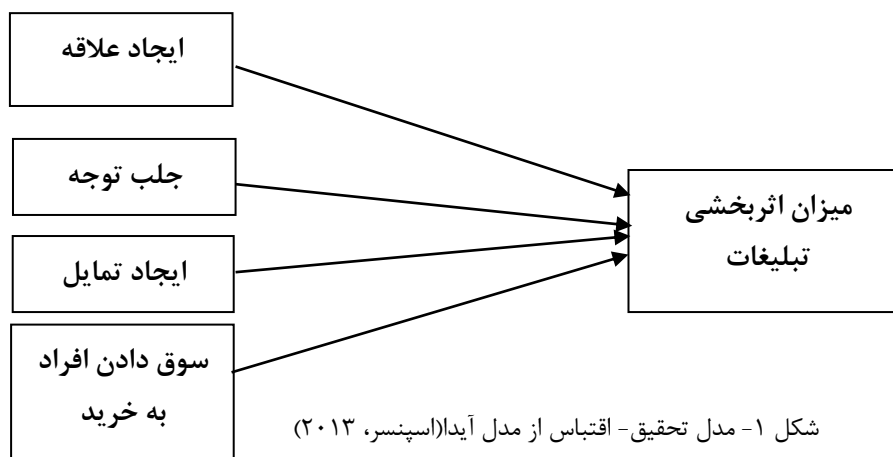 ایجاد علاقه
جلب توجه
ایجاد تمایل
سوق دادن افراد
به خرید
میزان اثربخشی
تبلیغات
شکل ۱- مدل تحقیق- اقتباس از مدل آیدا(اسپنسر، ۲۰۱۳)